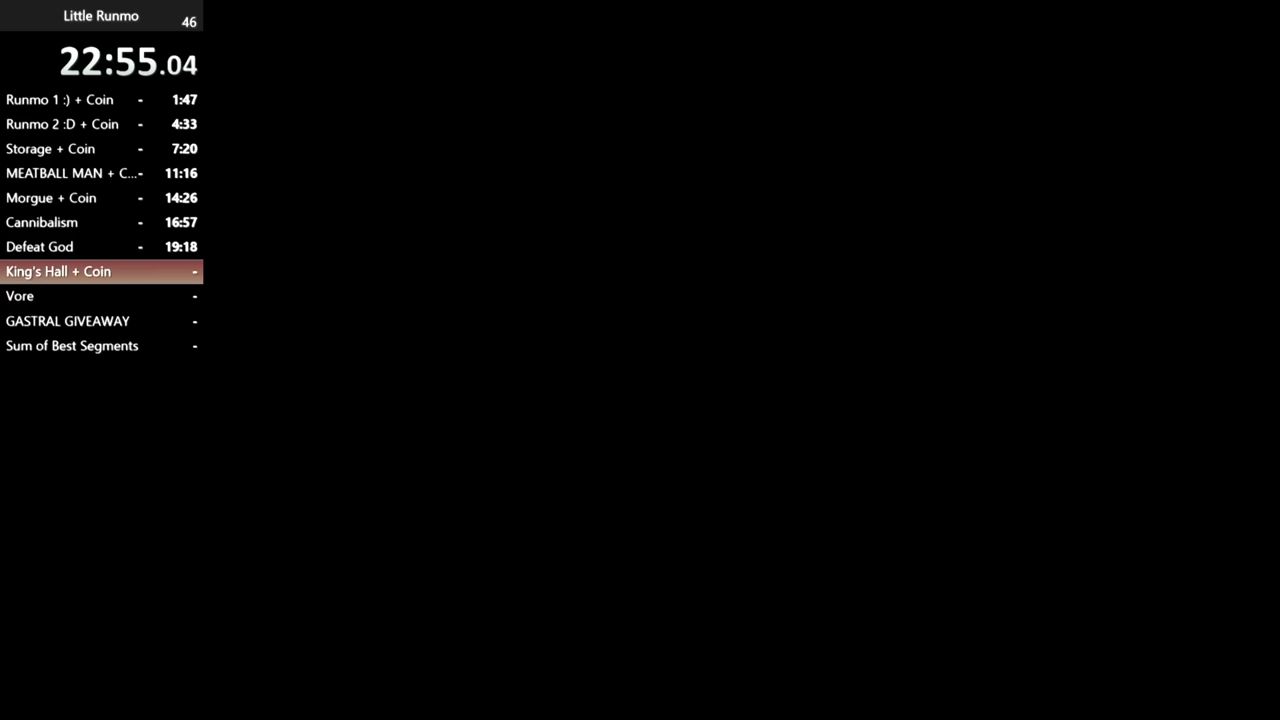 Little Runmo
46
22:55.04
Runmo 1 :) + Coin - 1:47
Runmo 2 :D + Coin - 4:33
Storage + Coin - 7:20
MEATBALL MAN + C...- 11:16
Morgue + Coin - 14:26
Cannibalism - 16:57
Defeat God - 19:18
King's Hall + Coin -
Vore -
GASTRAL GIVEAWAY -
Sum of Best Segments -